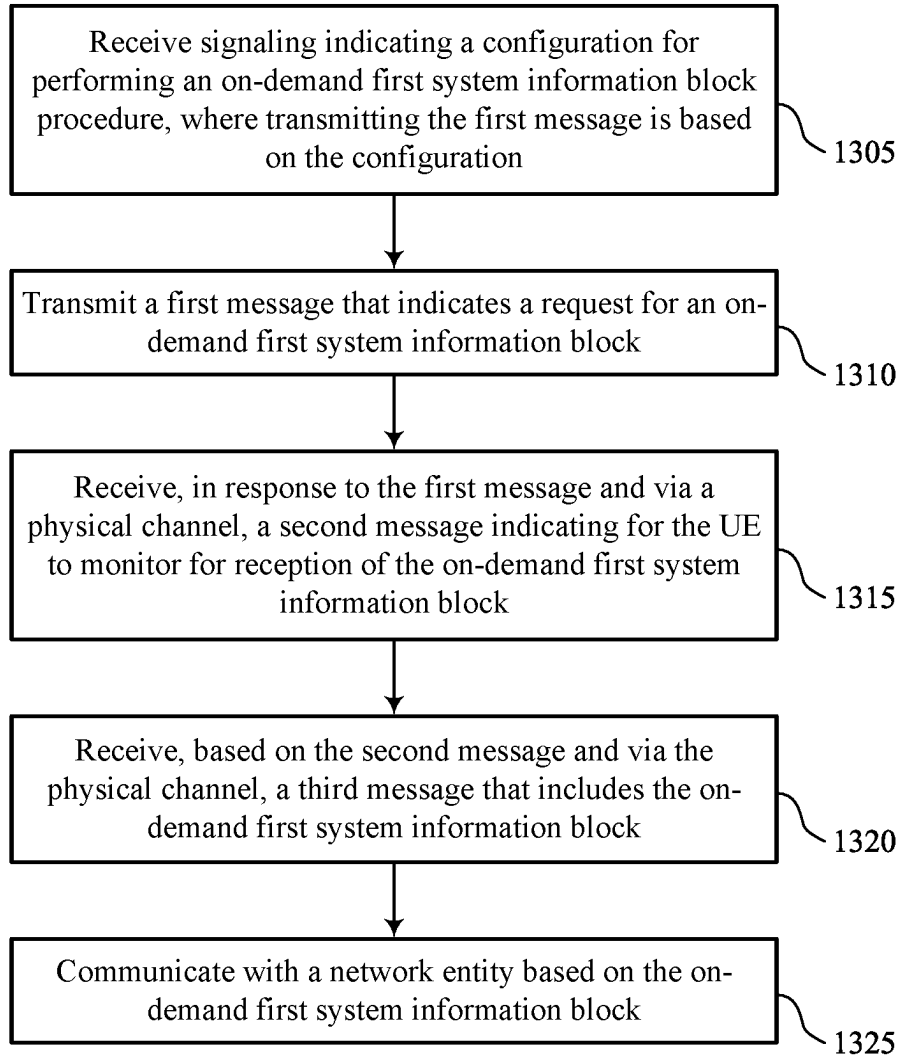 Receive signaling indicating a configuration for
performing an on-demand first system information block
procedure, where transmitting the first message is based
on the configuration
1305
Transmit a first message that indicates a request for an on-
demand first system information block
1310
Receive, in response to the first message and via a
physical channel, a second message indicating for the UE
to monitor for reception of the on-demand first system
information block
1315
Receive, based on the second message and via the
physical channel, a third message that includes the on-
demand first system information block
1320
Communicate with a network entity based on the on-
demand first system information block
1325